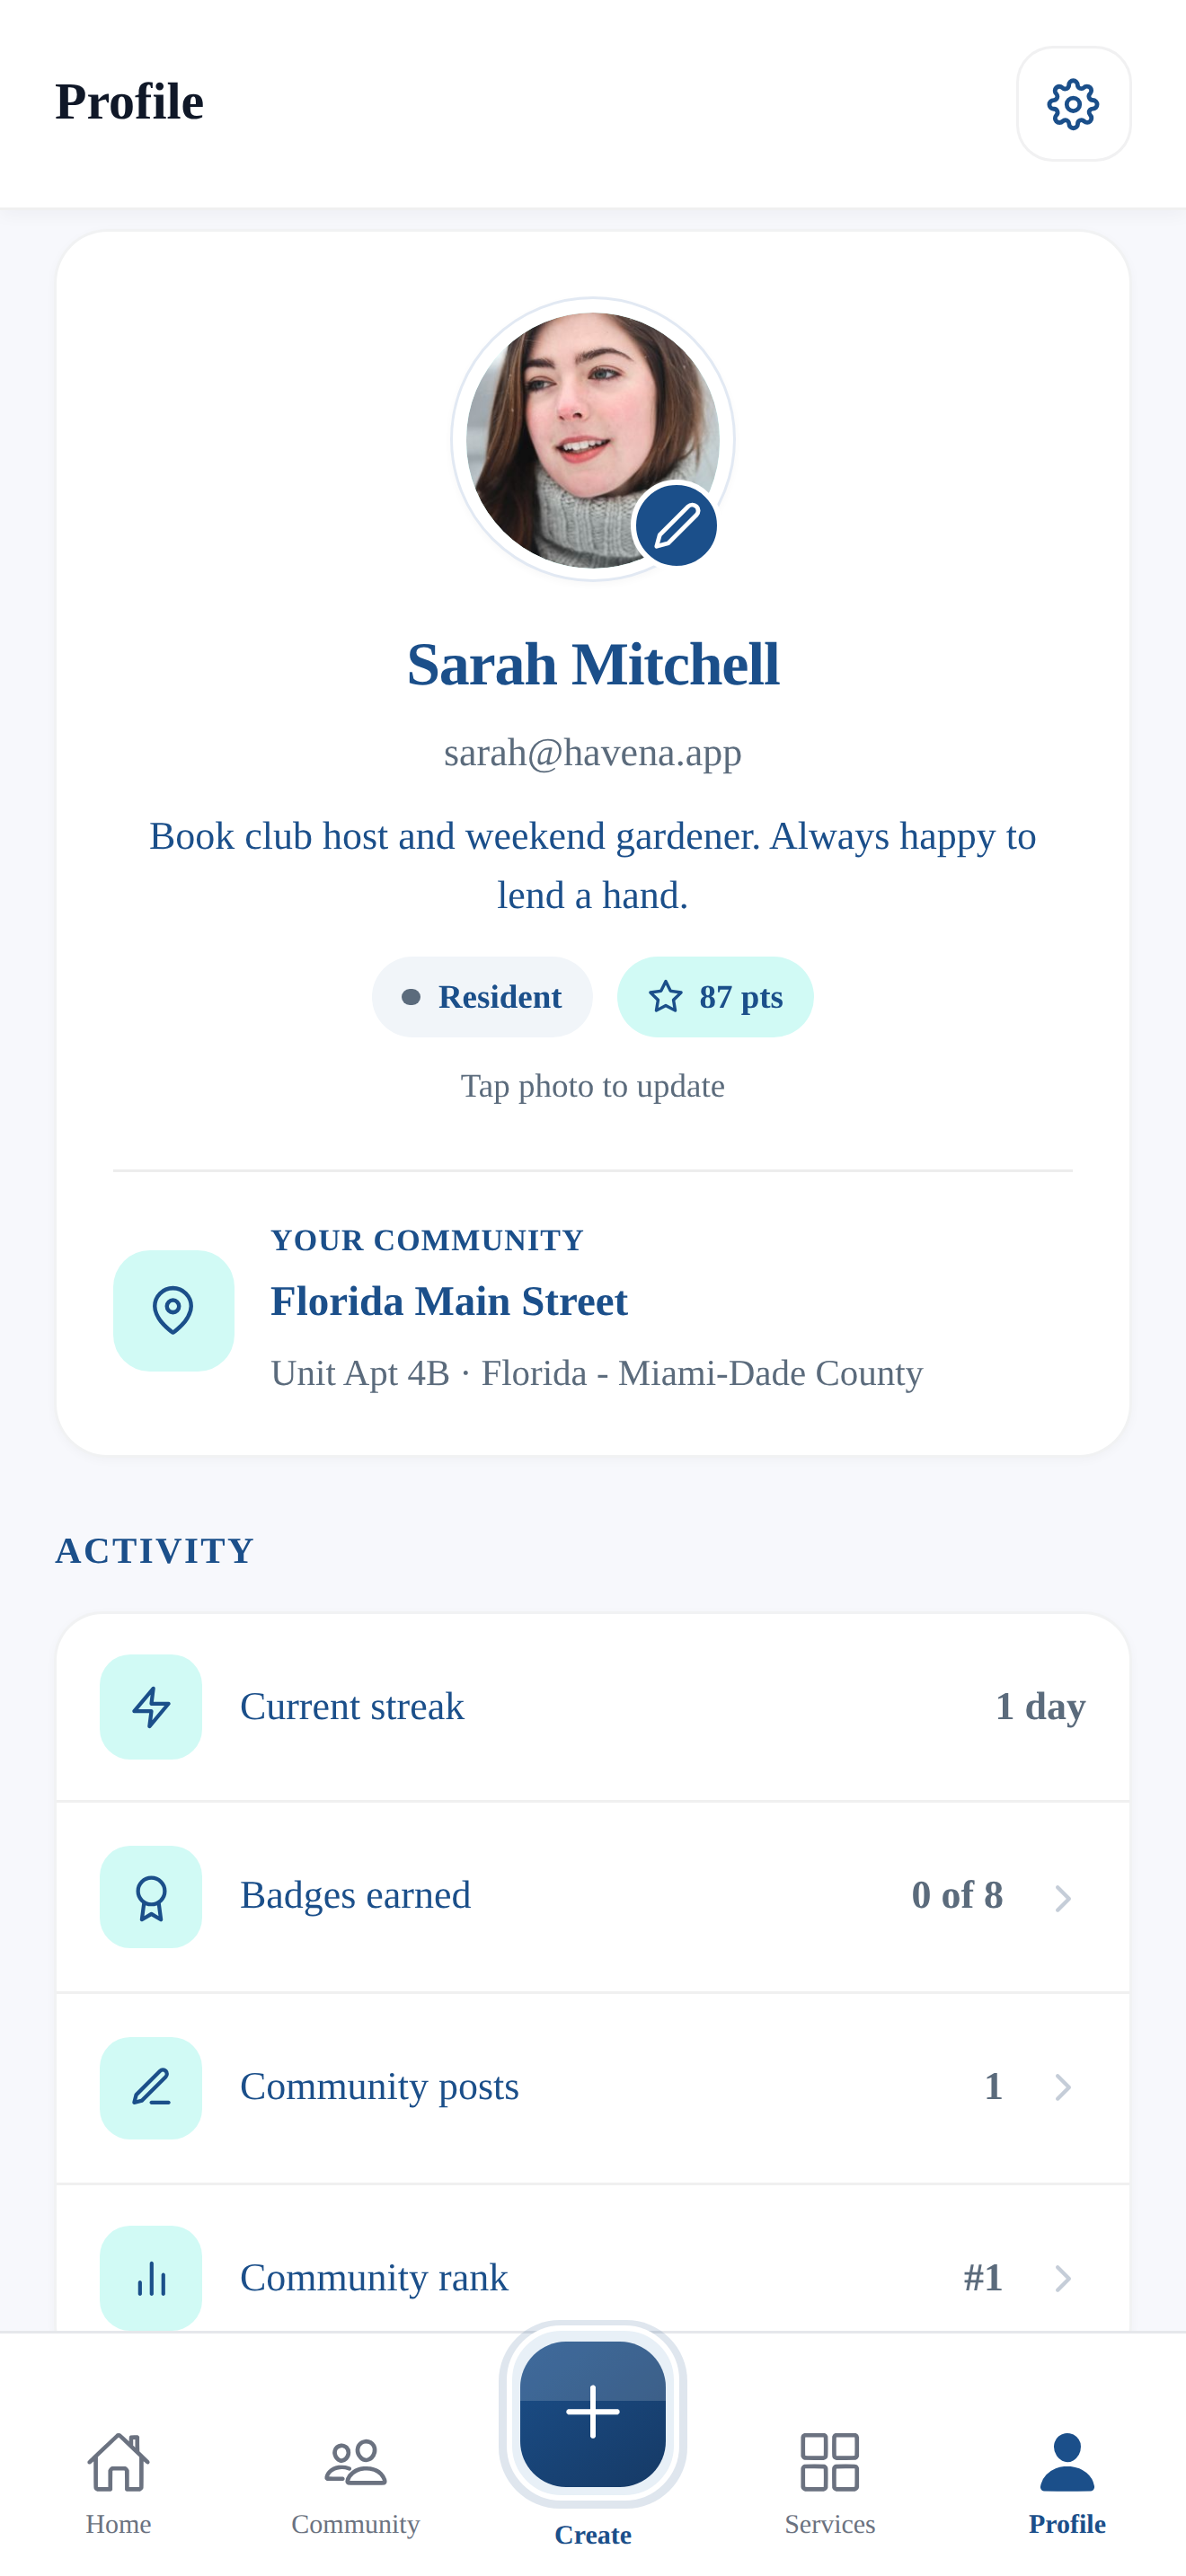 Profile
Sarah Mitchell
sarah@havena.app
Book club host and weekend gardener. Always happy to
lend a hand.
Resident
87 pts
Tap photo to update
YOUR COMMUNITY
Florida Main Street
Unit Apt 4B · Florida - Miami-Dade County
ACTIVITY
Current streak
1 day
Badges earned
0 of 8
Community posts
1
Community rank
#1
Home
Community
Create
Services
Profile